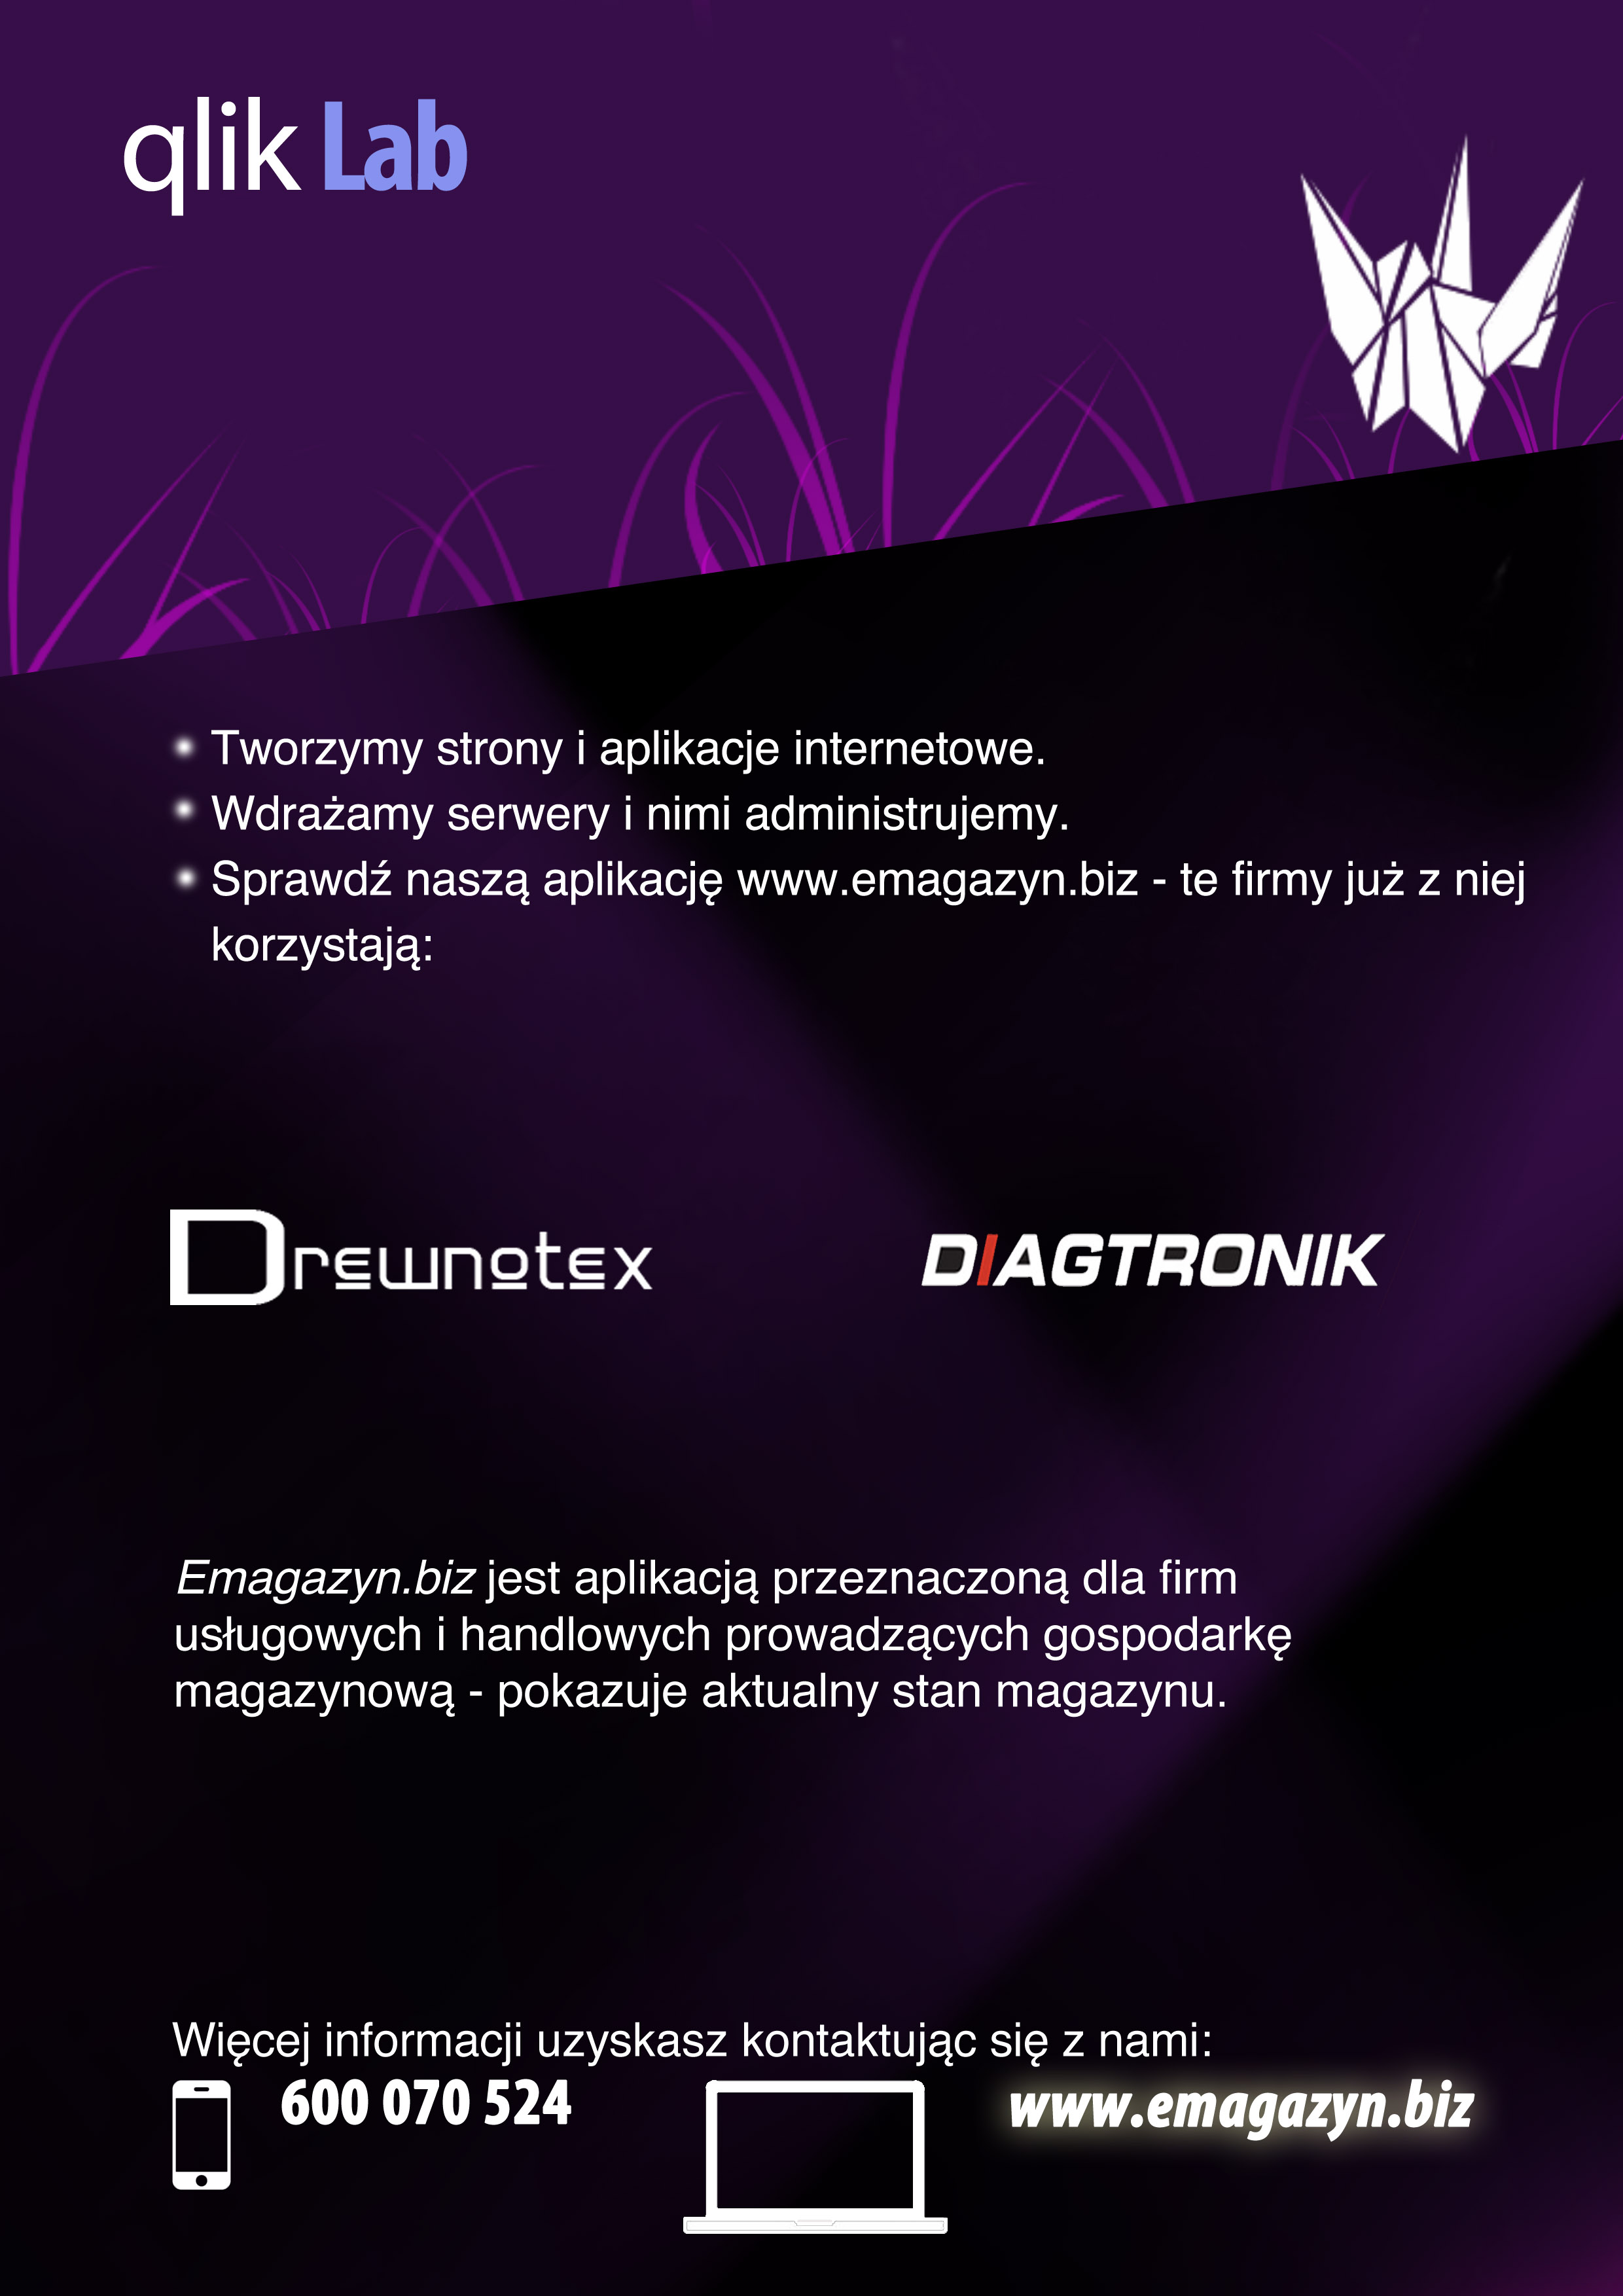 qlik Lab
Tworzymy strony i aplikacje internetowe.
Wdrażamy serwery i nimi administrujemy.
Sprawdź naszą aplikację www.emagazyn.biz - te firmy już z niej
korzystają:
Drewnotex
DIAGTRONIK
Emagazyn.biz jest aplikacją przeznaczoną dla firm
usługowych i handlowych prowadzących gospodarkę
magazynową - pokazuje aktualny stan magazynu.
Więcej informacji uzyskasz kontaktując się z nami:
600 070 524
www.emagazyn.biz